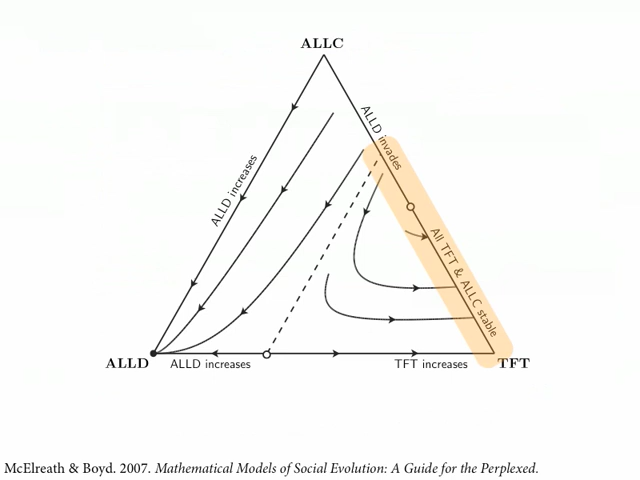 ALLC
ALLD invades
ALLD increases
All TFT & ALLC stable
ALLD
ALLD increases
TFT increases
TFT
McElreath & Boyd. 2007. Mathematical Models of Social Evolution: A Guide for the Perplexed.